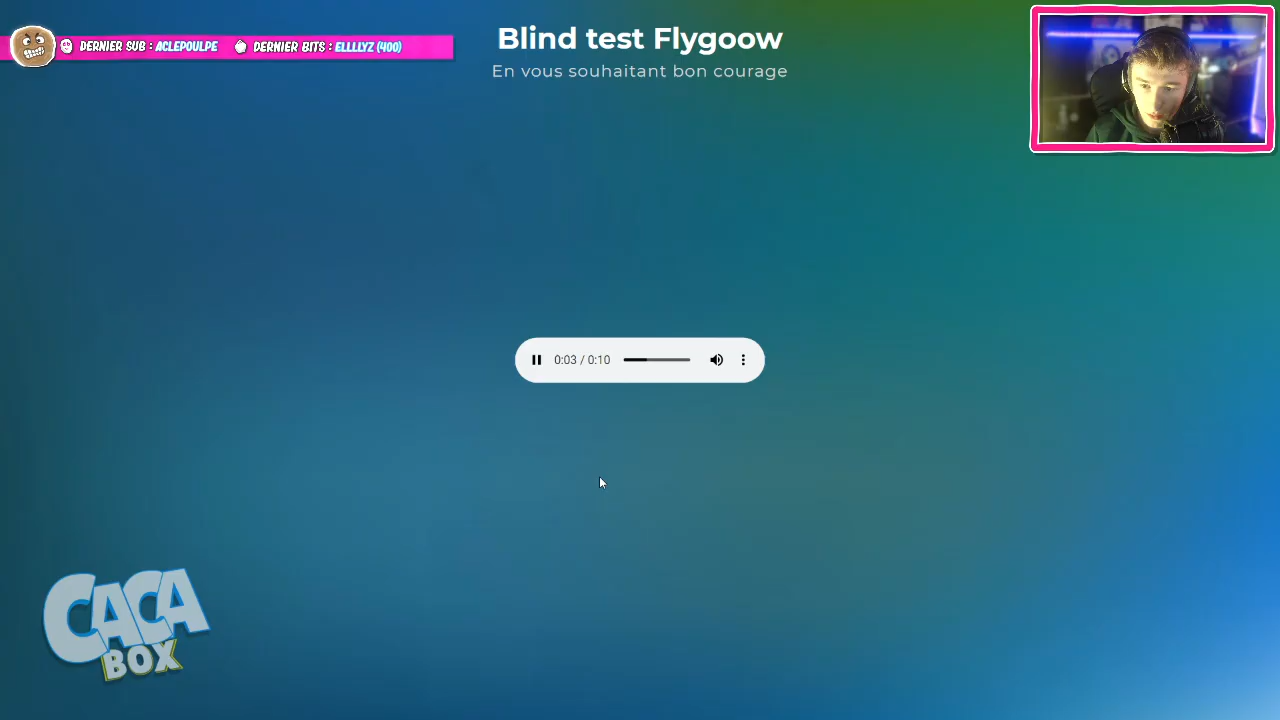 DERNIER SUB : ACLEPOULPE DERNIER BITS : ELLLLYZ (400)
Blind test Flygoow
En vous souhaitant bon courage
0:03 / 0:10
CACA
BOX